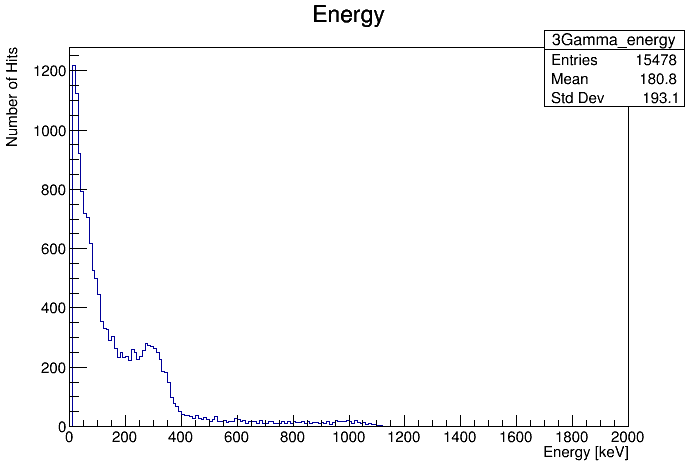 Energy
3Gamma_energy
Entries 15478
Mean 180.8
Std Dev 193.1
Number of Hits
1200
1000
800
600
400
200
0
0 200 400 600 800 1000 1200 1400 1600 1800 2000
Energy [keV]